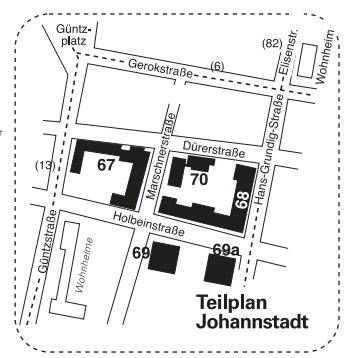 Güntz-
platz
(82)
Elisenstr.
Wohnheim
Gerokstraße
(6)
Marschnerstraße
Dürerstraße
Hans-Grundig-Straße
(13)
67
70
68
Holbeinstraße
Güntzstraße
Wohnheime
69
69a
Teilplan
Johannstadt